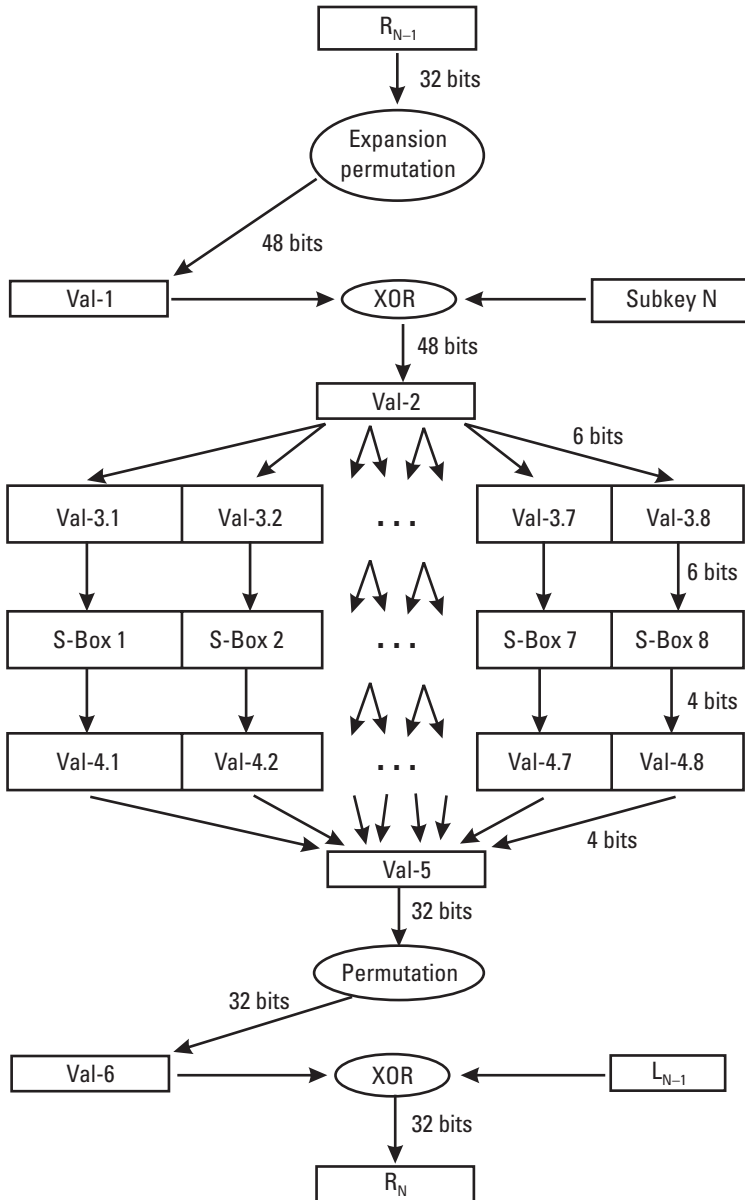 R_{N–1}
32 bits
Expansion
permutation
48 bits
Val-1
XOR
Subkey N
48 bits
Val-2
6 bits
Val-3.1
Val-3.2
...
Val-3.7
Val-3.8
6 bits
S-Box 1
S-Box 2
...
S-Box 7
S-Box 8
4 bits
Val-4.1
Val-4.2
...
Val-4.7
Val-4.8
4 bits
Val-5
32 bits
Permutation
32 bits
Val-6
XOR
L_{N–1}
32 bits
R_N